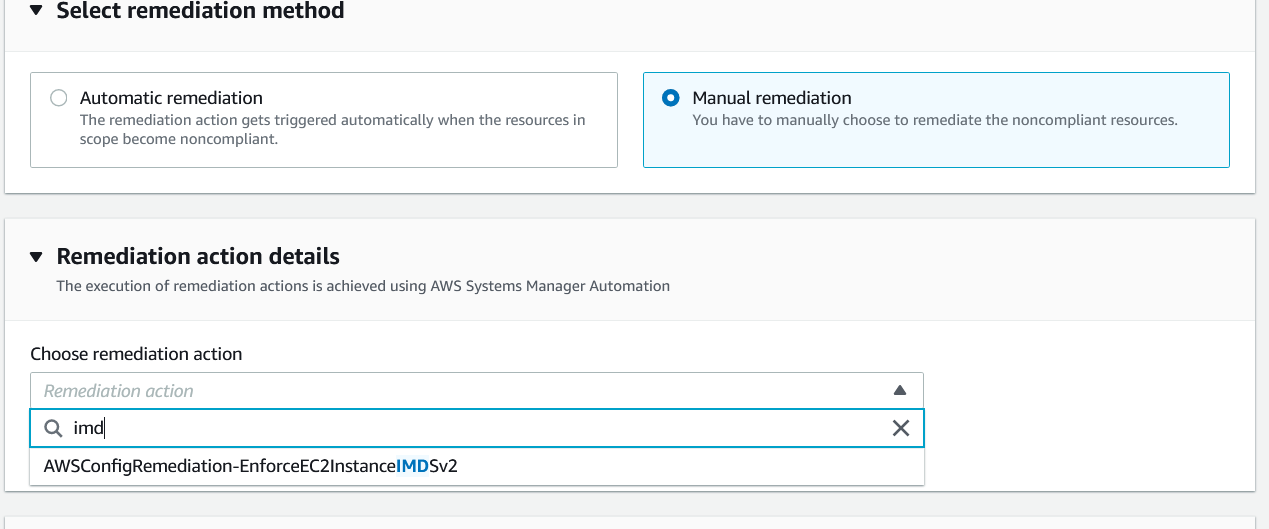 Select remediation method
Automatic remediation
The remediation action gets triggered automatically when the resources in
scope become noncompliant.
Manual remediation
You have to manually choose to remediate the noncompliant resources.
Remediation action details
The execution of remediation actions is achieved using AWS Systems Manager Automation
Choose remediation action
Remediation action
imd
AWSConfigRemediation-EnforceEC2InstanceIMDSv2